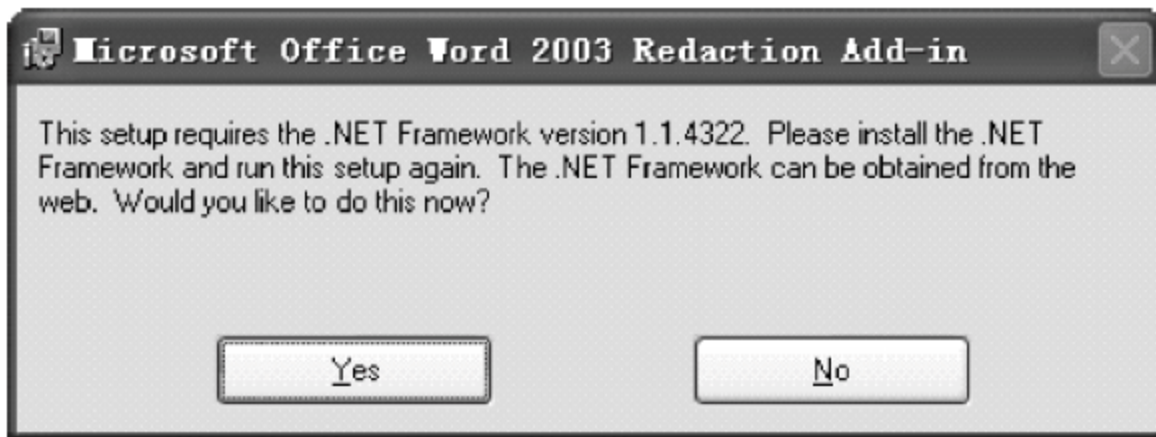 Microsoft Office Word 2003 Redaction Add-in
This setup requires the .NET Framework version 1.1.4322.  Please install the .NET
Framework and run this setup again.  The .NET Framework can be obtained from the
web.  Would you like to do this now?
Yes
No